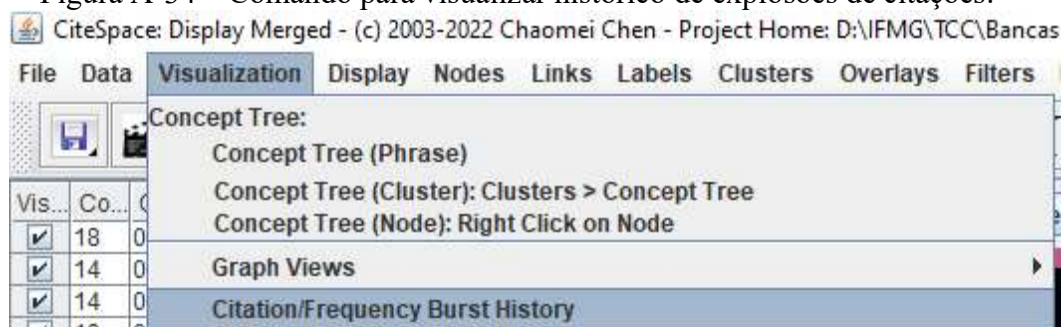 Figura A-34 – Comando para visualizar histórico de explosões de citações.
CiteSpace: Display Merged - (c) 2003-2022 Chaomei Chen - Project Home: D:\IFMG\TCC\Bancas
File Data Visualization Display Nodes Links Labels Clusters Overlays Filters
Concept Tree:
Concept Tree (Phrase)
Concept Tree (Cluster): Clusters > Concept Tree
Concept Tree (Node): Right Click on Node
Vis... Co...
18 0
14 0
Graph Views
14 0
Citation/Frequency Burst History